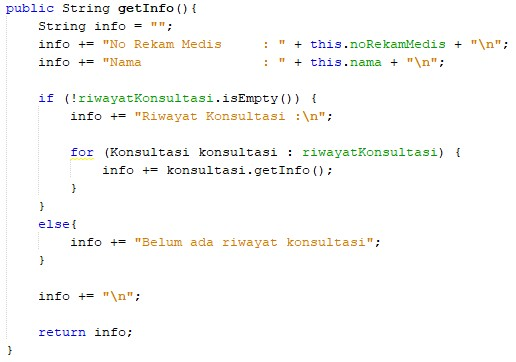 public String getInfo(){
    String info = "";
    info += "No Rekam Medis     : " + this.noRekamMedis + "\n";
    info += "Nama               : " + this.nama + "\n";

    if (!riwayatKonsultasi.isEmpty()) {
        info += "Riwayat Konsultasi :\n";

        for (Konsultasi konsultasi : riwayatKonsultasi) {
            info += konsultasi.getInfo();
        }
    }
    else{
        info += "Belum ada riwayat konsultasi";
    }

    info += "\n";

    return info;
}